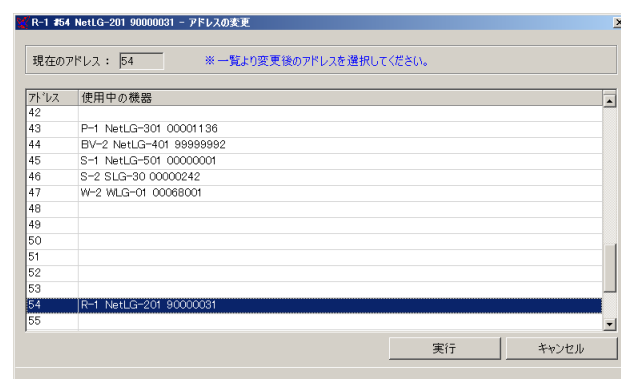 R-1 #54 NetLG-201 90000031 - アドレスの変更
現在のアドレス： 54 ※一覧より変更後のアドレスを選択してください。
ｱﾄﾞﾚｽ 使用中の機器
42
43 P-1 NetLG-301 00001136
44 BV-2 NetLG-401 99999992
45 S-1 NetLG-501 00000001
46 S-2 SLG-30 00000242
47 W-2 WLG-01 00068001
48
49
50
51
52
53
54 R-1 NetLG-201 90000031
55
実行 キャンセル